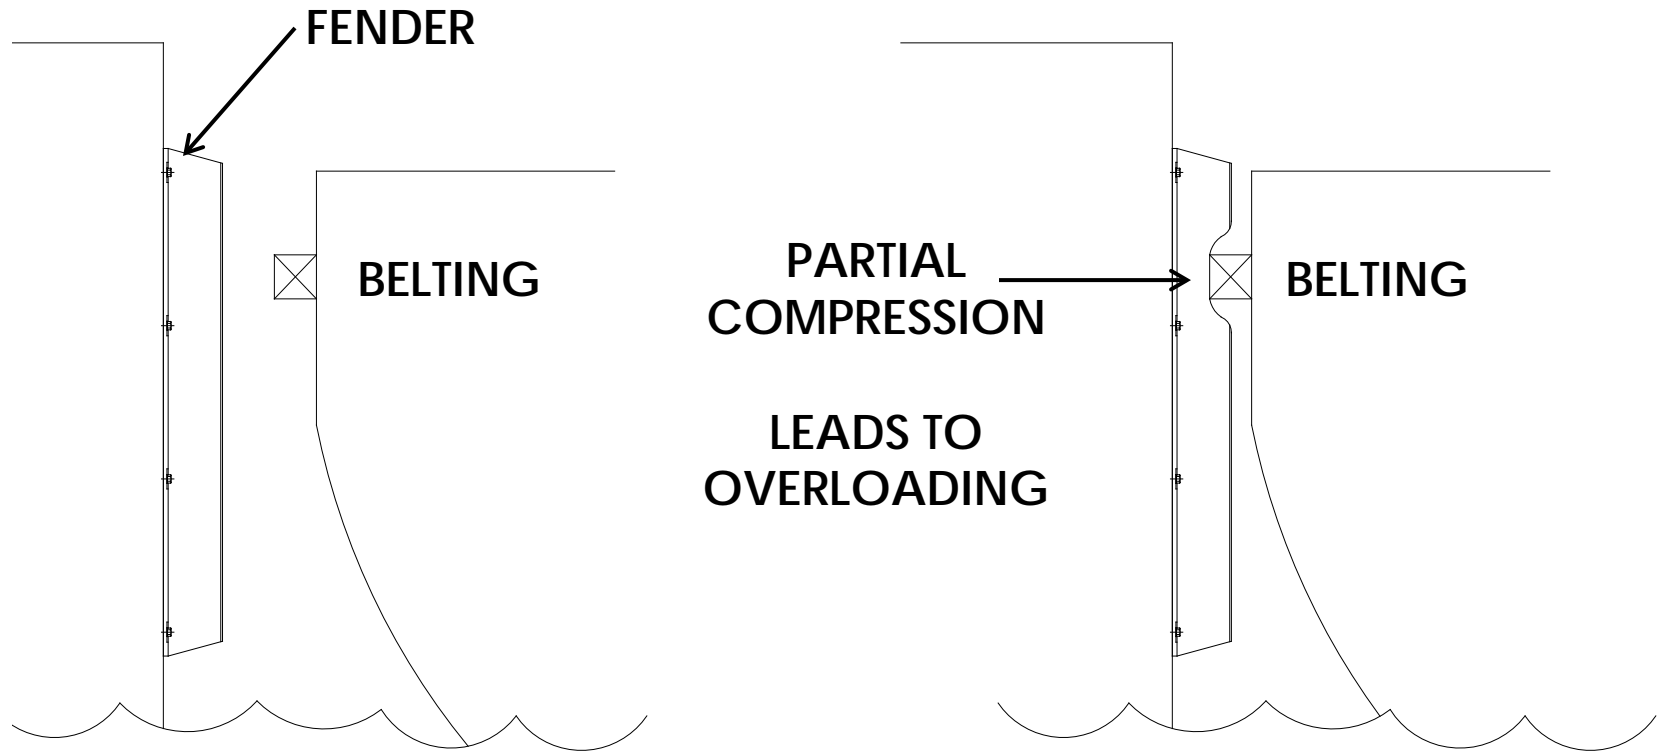 FENDER
BELTING
PARTIAL
COMPRESSION
LEADS TO
OVERLOADING
BELTING